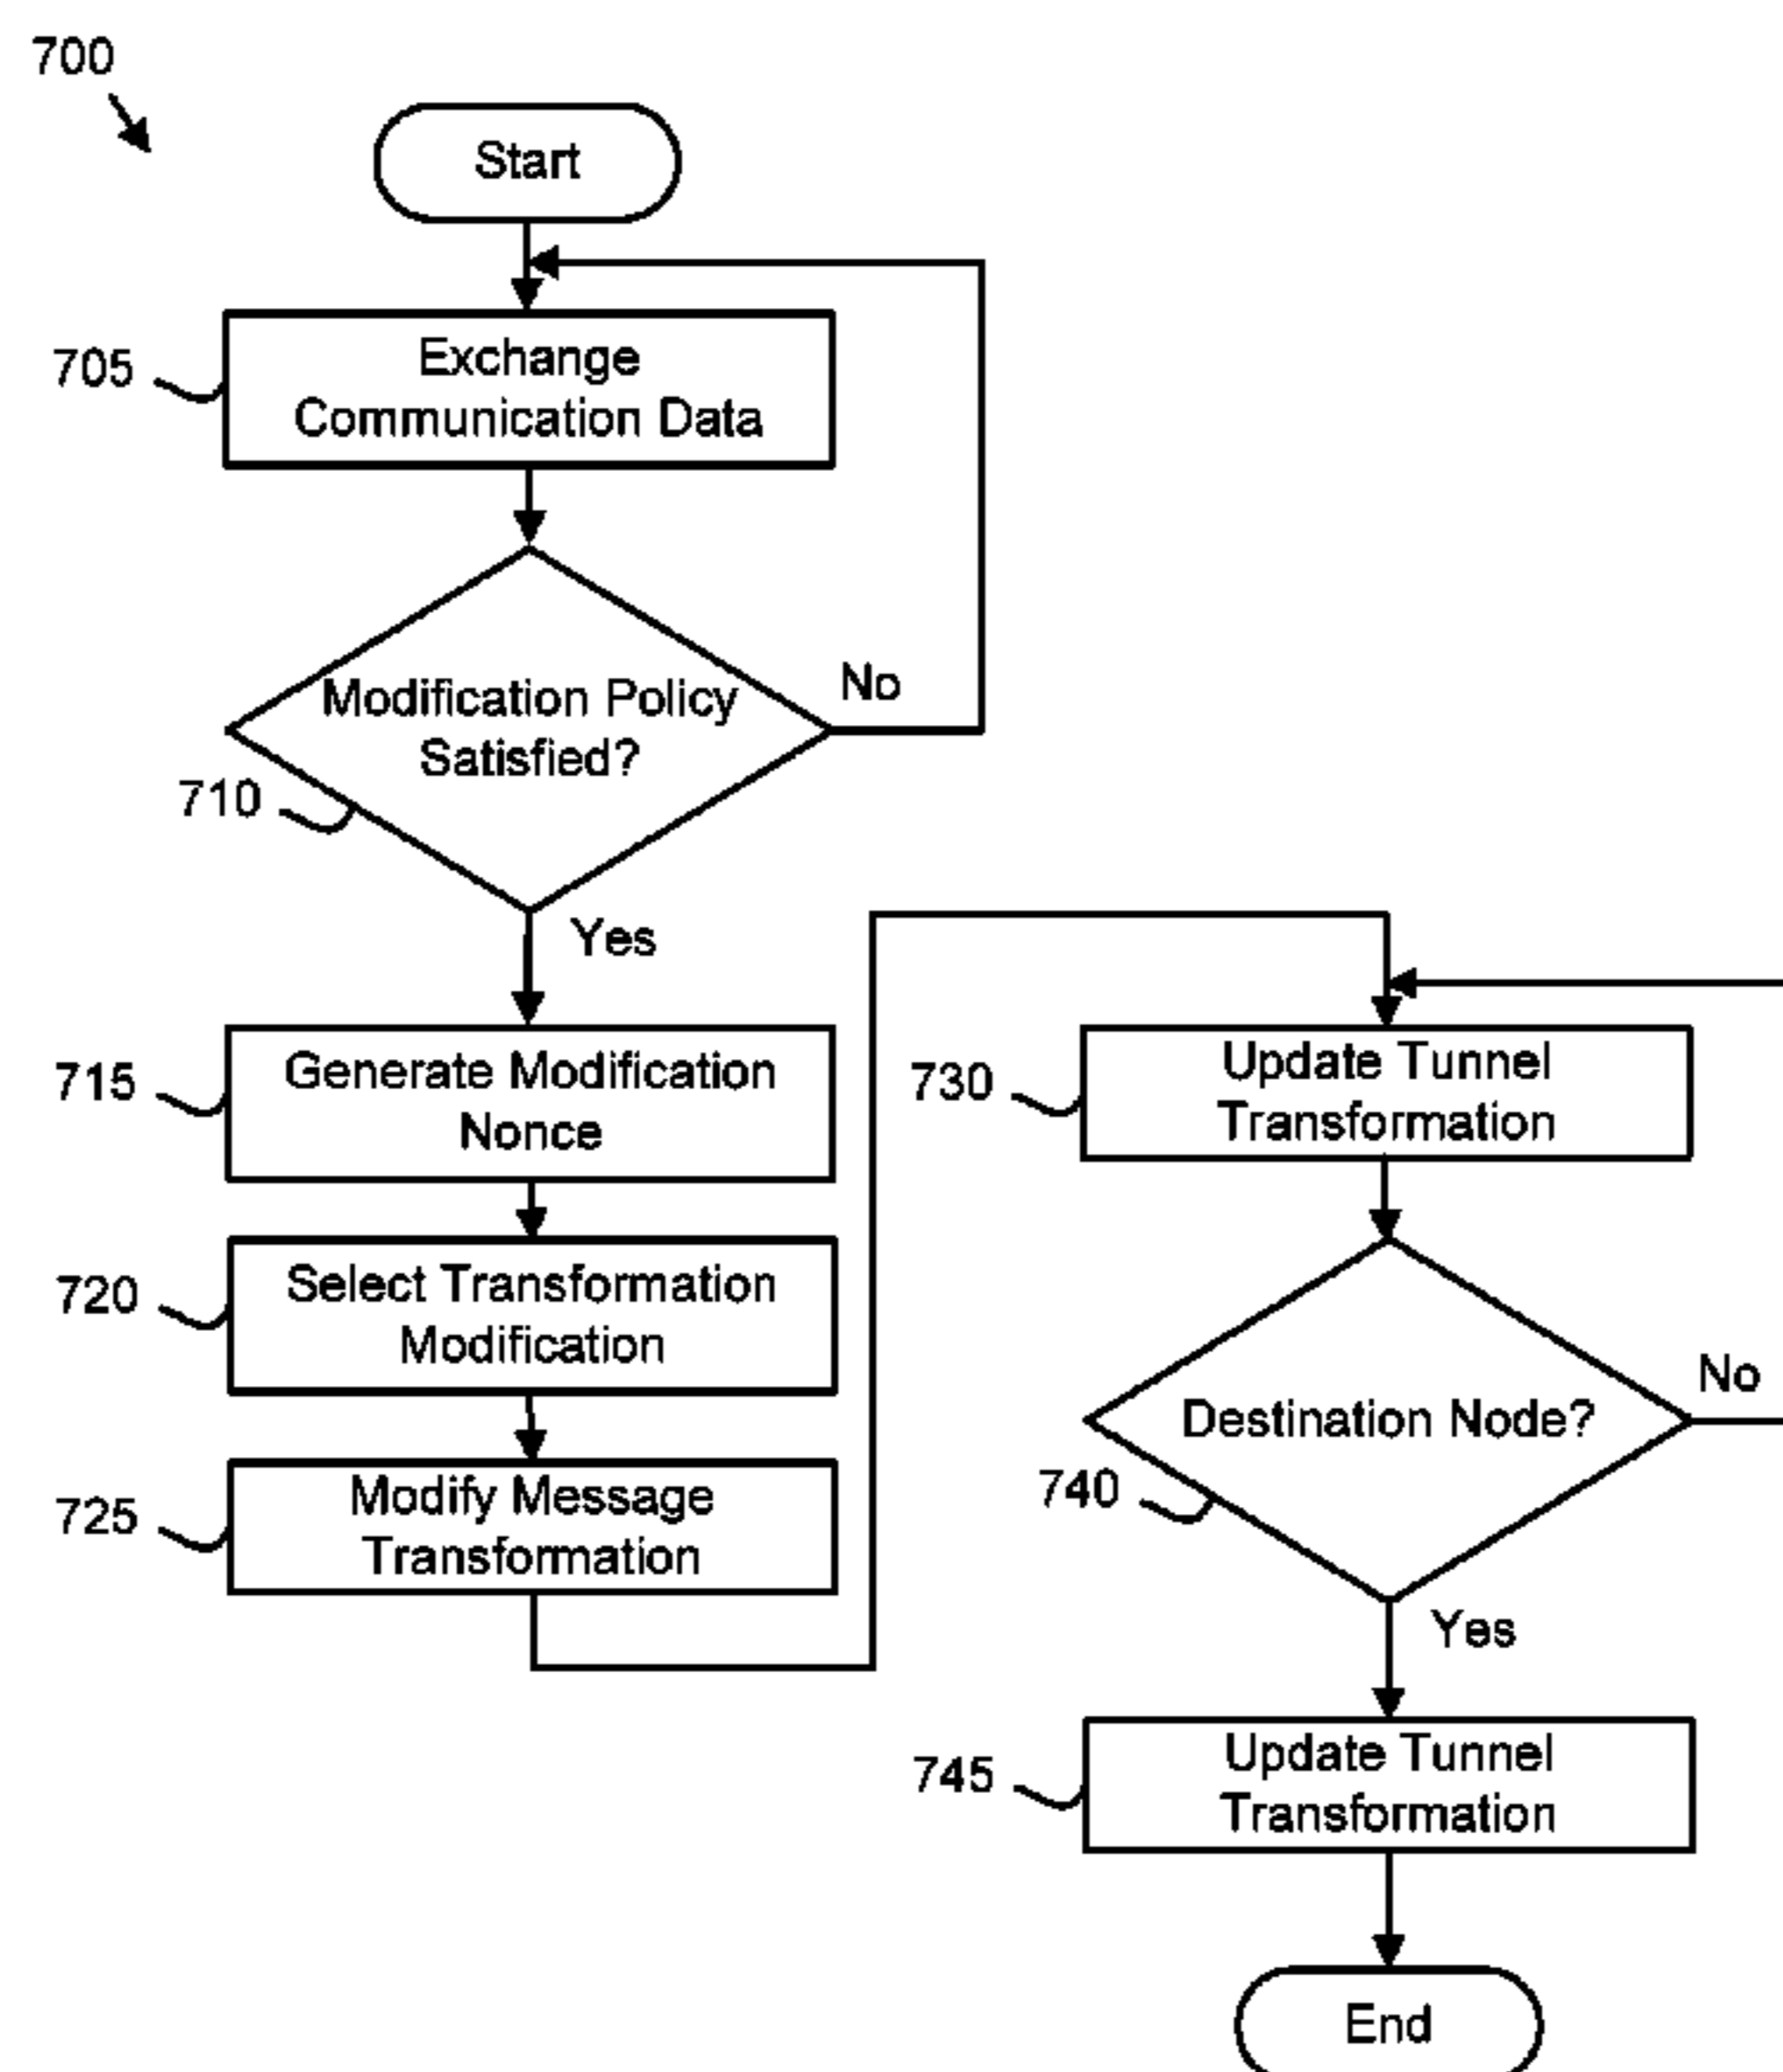 700
Start
705
Exchange
Communication Data
Modification Policy
Satisfied?
No
710
Yes
715
Generate Modification
Nonce
720
Select Transformation
Modification
725
Modify Message
Transformation
730
Update Tunnel
Transformation
Destination Node?
No
740
Yes
745
Update Tunnel
Transformation
End